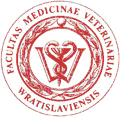 FACULTAS MEDICINAE VETERINARIAE
WRATISLAVIENSIS
W